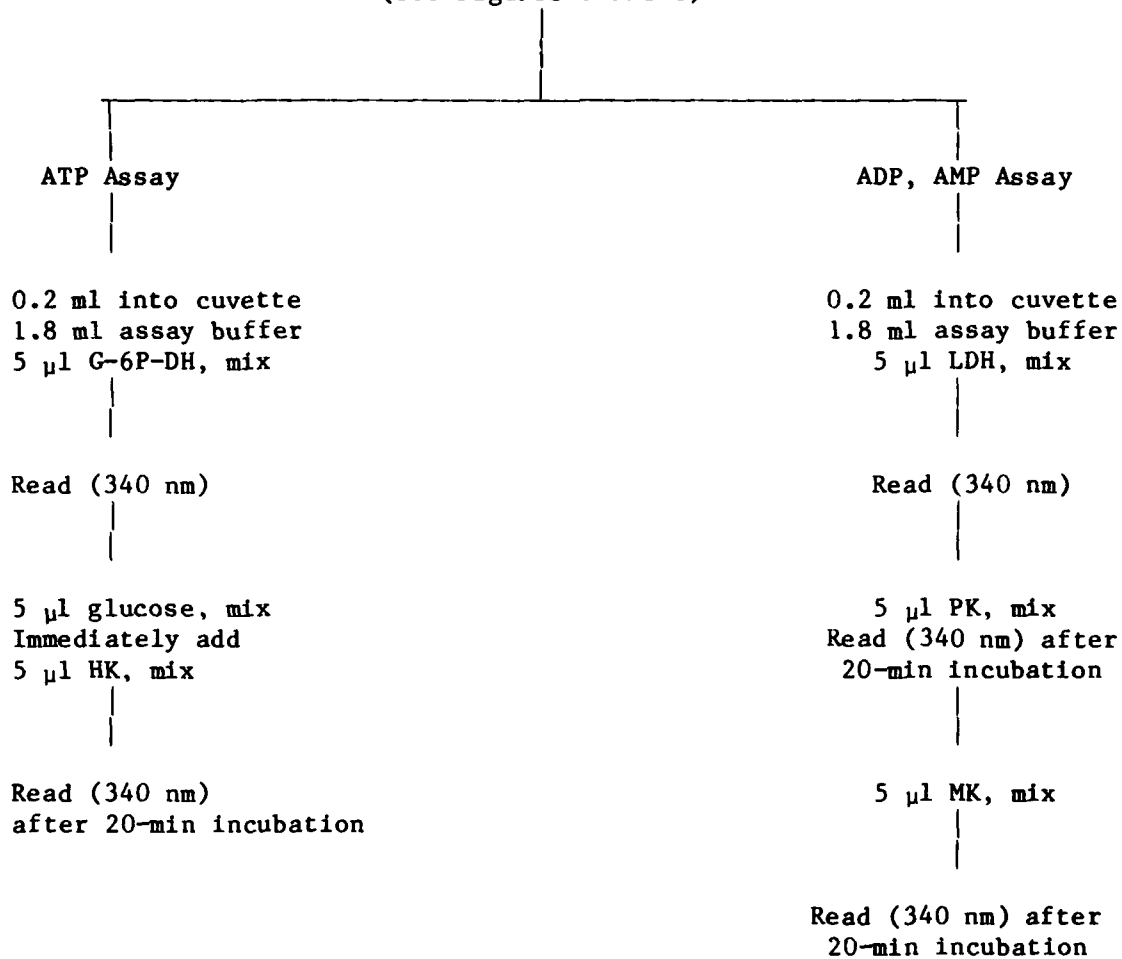 ATP Assay
0.2 ml into cuvette
1.8 ml assay buffer
5 µl G-6P-DH, mix
Read (340 nm)
5 µl glucose, mix
Immediately add
5 µl HK, mix
Read (340 nm)
after 20-min incubation
ADP, AMP Assay
0.2 ml into cuvette
1.8 ml assay buffer
5 µl LDH, mix
Read (340 nm)
5 µl PK, mix
Read (340 nm) after
20-min incubation
5 µl MK, mix
Read (340 nm) after
20-min incubation